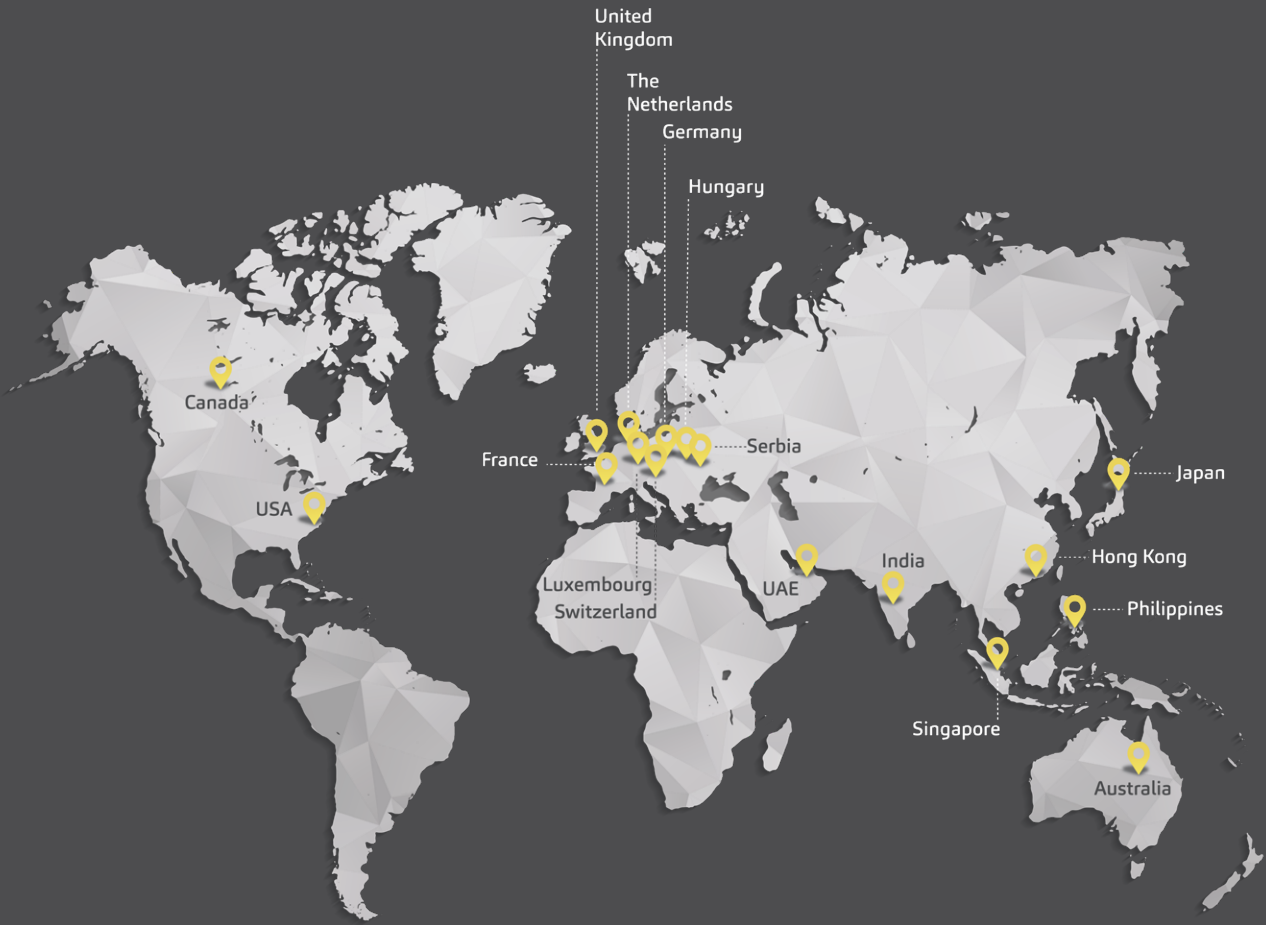 United
Kingdom
The
Netherlands
Germany
Hungary
Canada
Serbia
France
Japan
USA
Hong Kong
India
Luxembourg
UAE
Switzerland
Philippines
Singapore
Australia